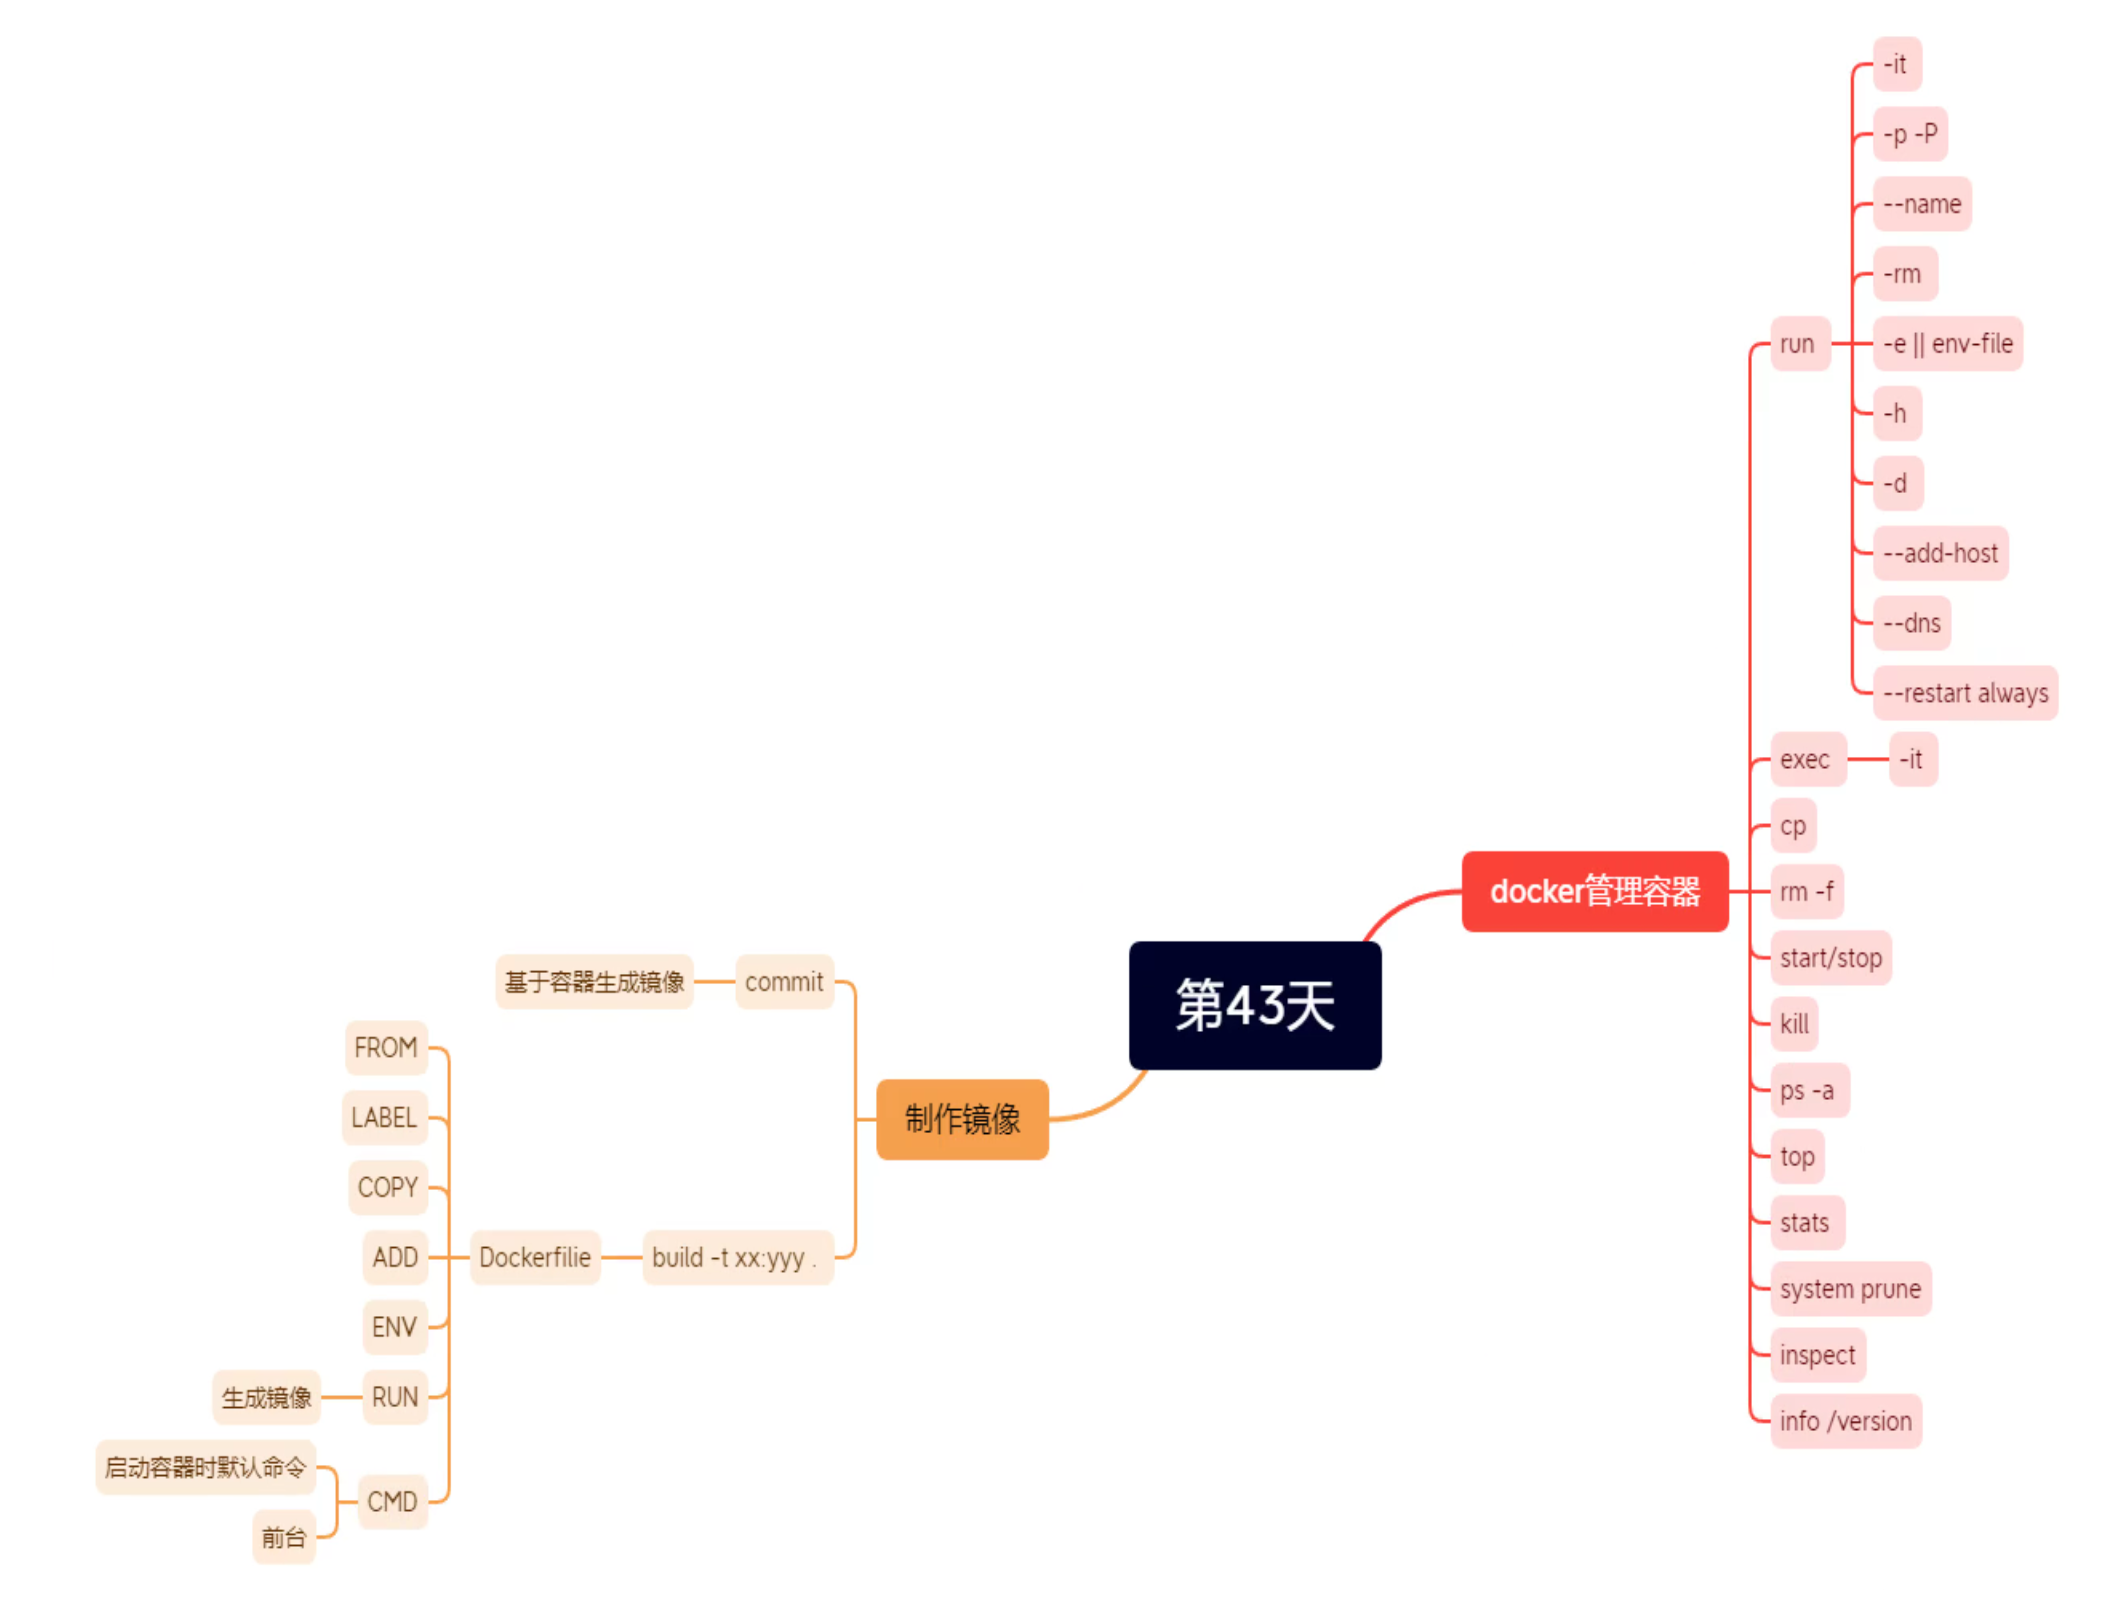 第43天
docker管理容器
run
-it
-p -P
--name
-rm
-e || env-file
-h
-d
--add-host
--dns
--restart always
exec
-it
cp
rm -f
start/stop
kill
ps -a
top
stats
system prune
inspect
info /version
制作镜像
commit
基于容器生成镜像
build -t xx:yyy .
Dockerfilie
FROM
LABEL
COPY
ADD
ENV
RUN
生成镜像
CMD
启动容器时默认命令
前台